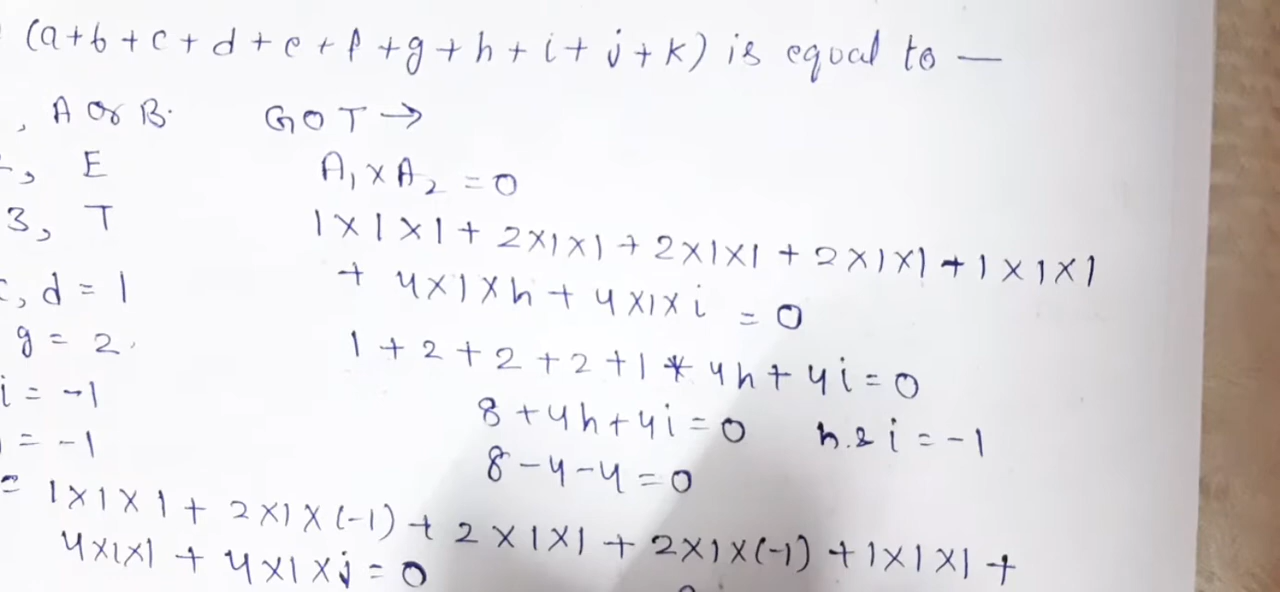 (a+b+c+d+e+f+g+h+i+j+k) is equal to —
, A or B.
GOT →
, E
A₁ × A₂ = 0
3, T
1×1×1 + 2×1×1 + 2×1×1 + 2×1×1 + 1×1×1
+ 4×1×h + 4×1×i = 0
, d = 1
g = 2.
1 + 2 + 2 + 2 + 1 * 4h + 4i = 0
i = -1
8 + 4h + 4i = 0 h & i = -1
= -1
8 - 4 - 4 = 0
= 1×1×1 + 2×1×(-1) + 2×1×1 + 2×1×(-1) + 1×1×1 +
4×1×1 + 4×1×j = 0